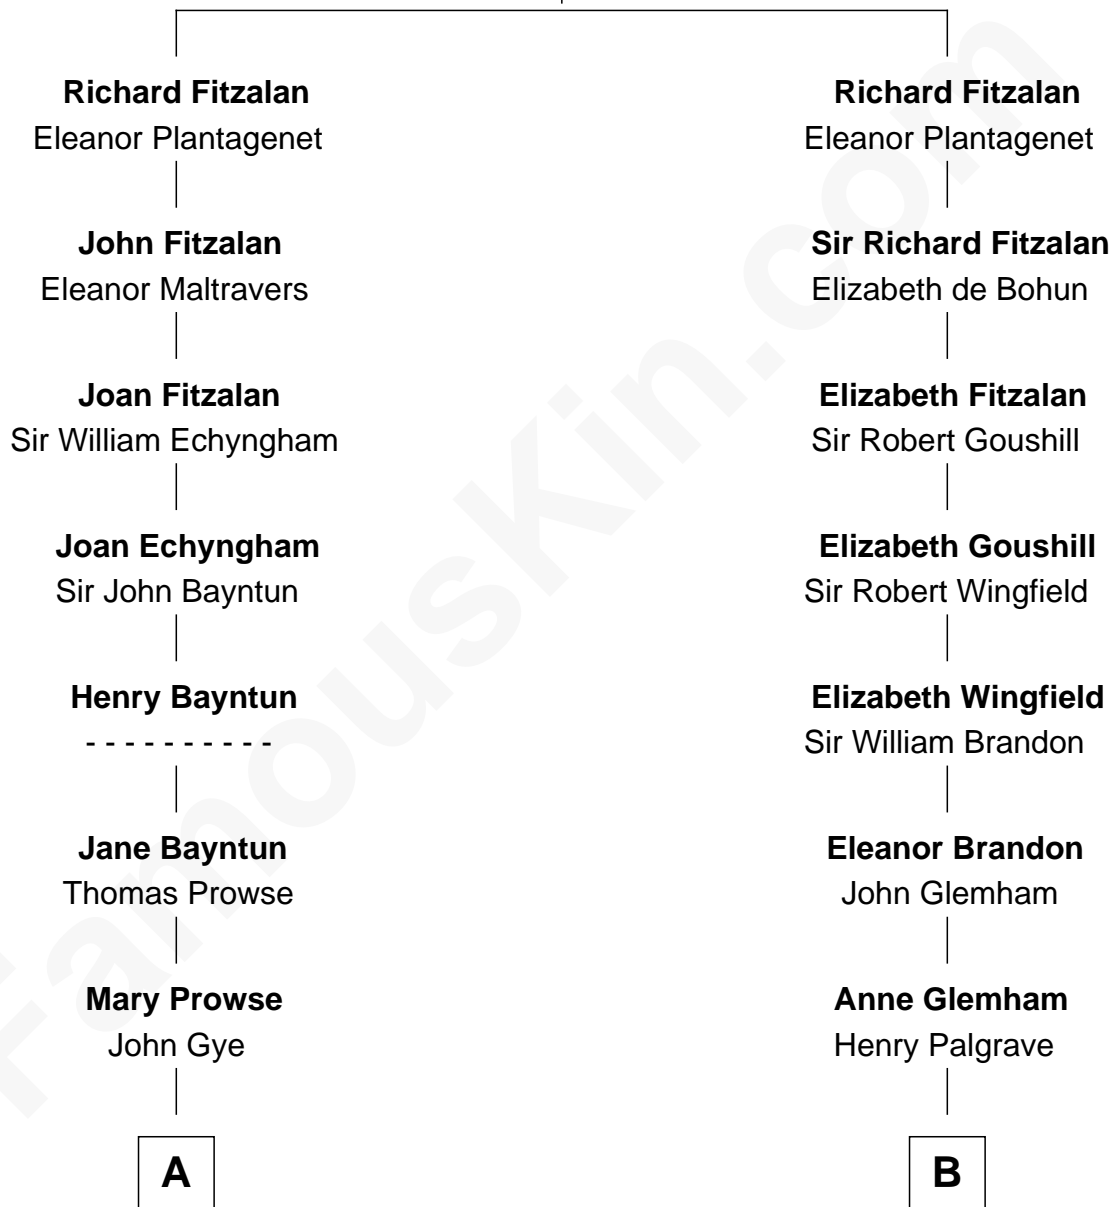 Richard Fitzalan
Eleanor Plantagenet
John Fitzalan
Eleanor Maltravers
Joan Fitzalan
Sir William Echyngham
Joan Echyngham
Sir John Bayntun
Henry Bayntun
- - - - - - - - - -
Jane Bayntun
Thomas Prowse
Mary Prowse
John Gye
A
Richard Fitzalan
Eleanor Plantagenet
Sir Richard Fitzalan
Elizabeth de Bohun
Elizabeth Fitzalan
Sir Robert Goushill
Elizabeth Goushill
Sir Robert Wingfield
Elizabeth Wingfield
Sir William Brandon
Eleanor Brandon
John Glemham
Anne Glemham
Henry Palgrave
B
FamousKin.com